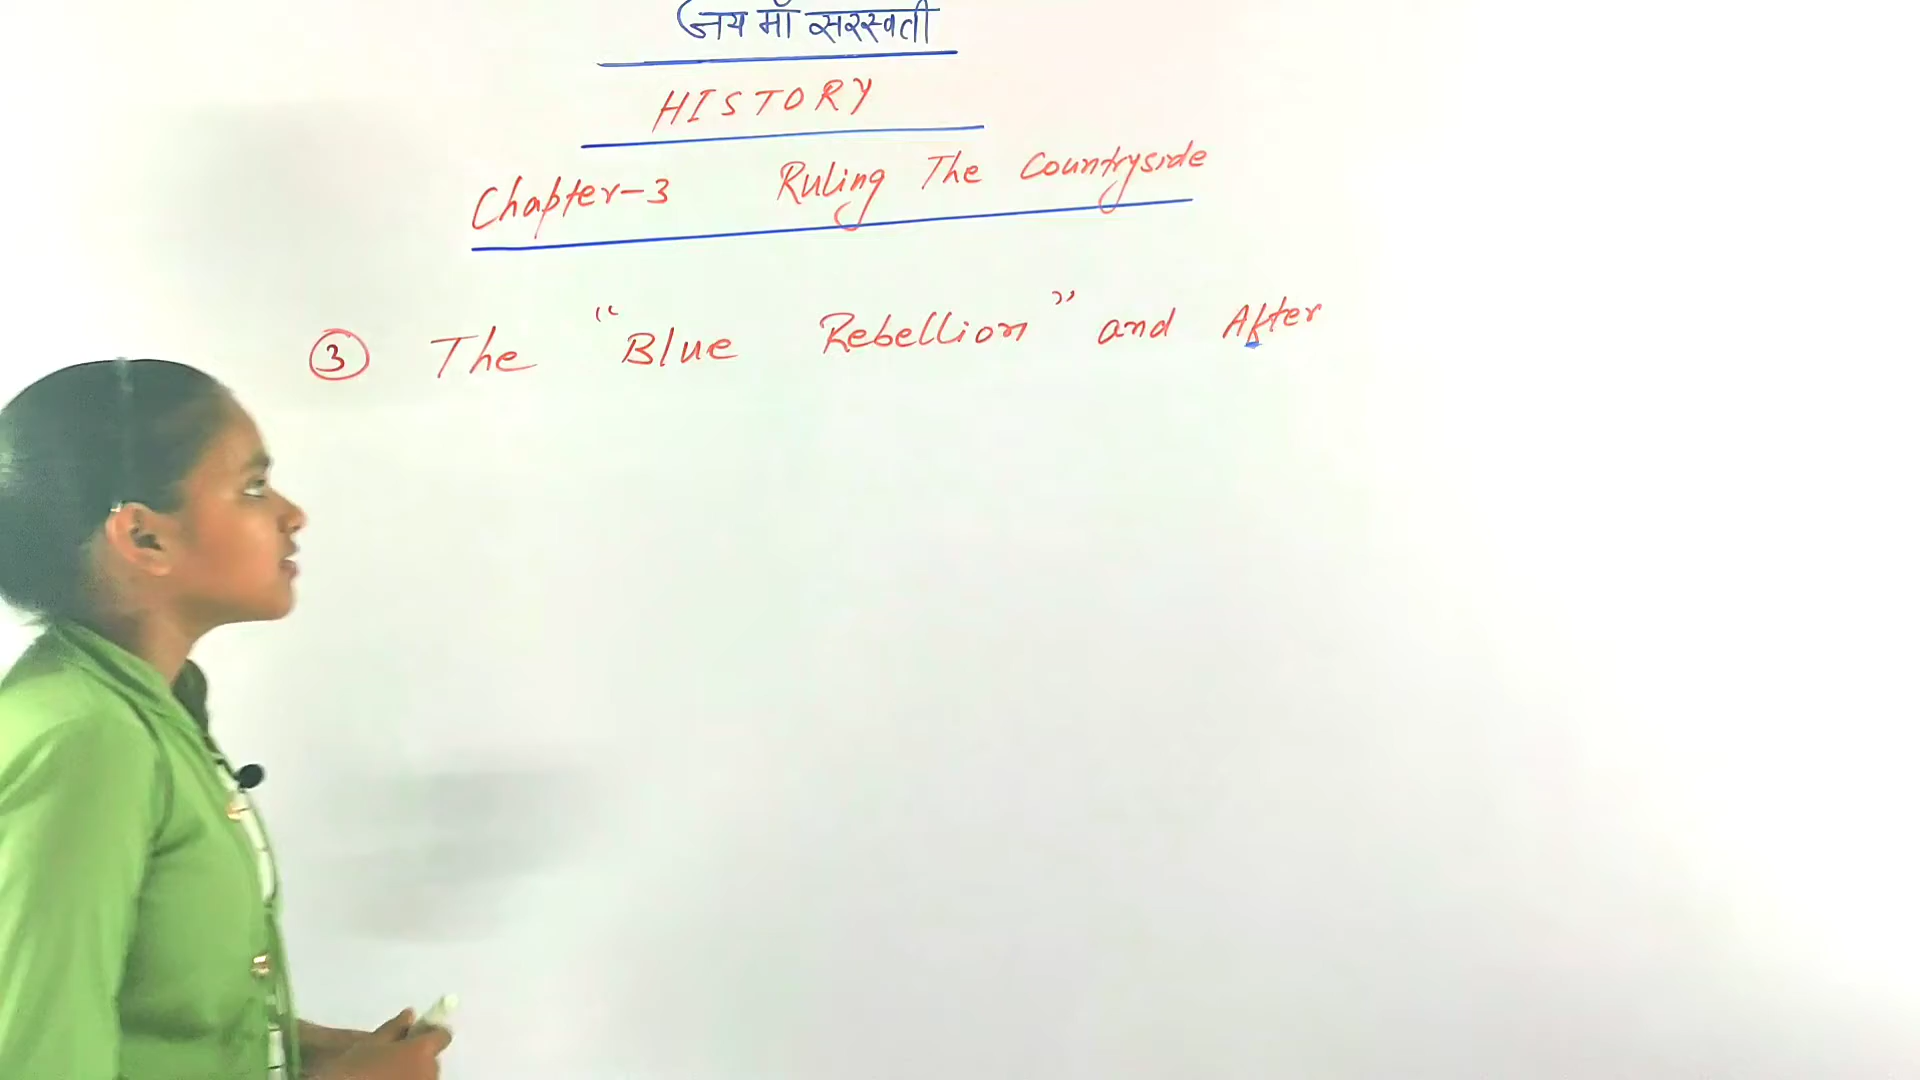 जय माँ सरस्वती
HISTORY
Chapter-3 Ruling The Countryside
③ The "Blue Rebellion" and After